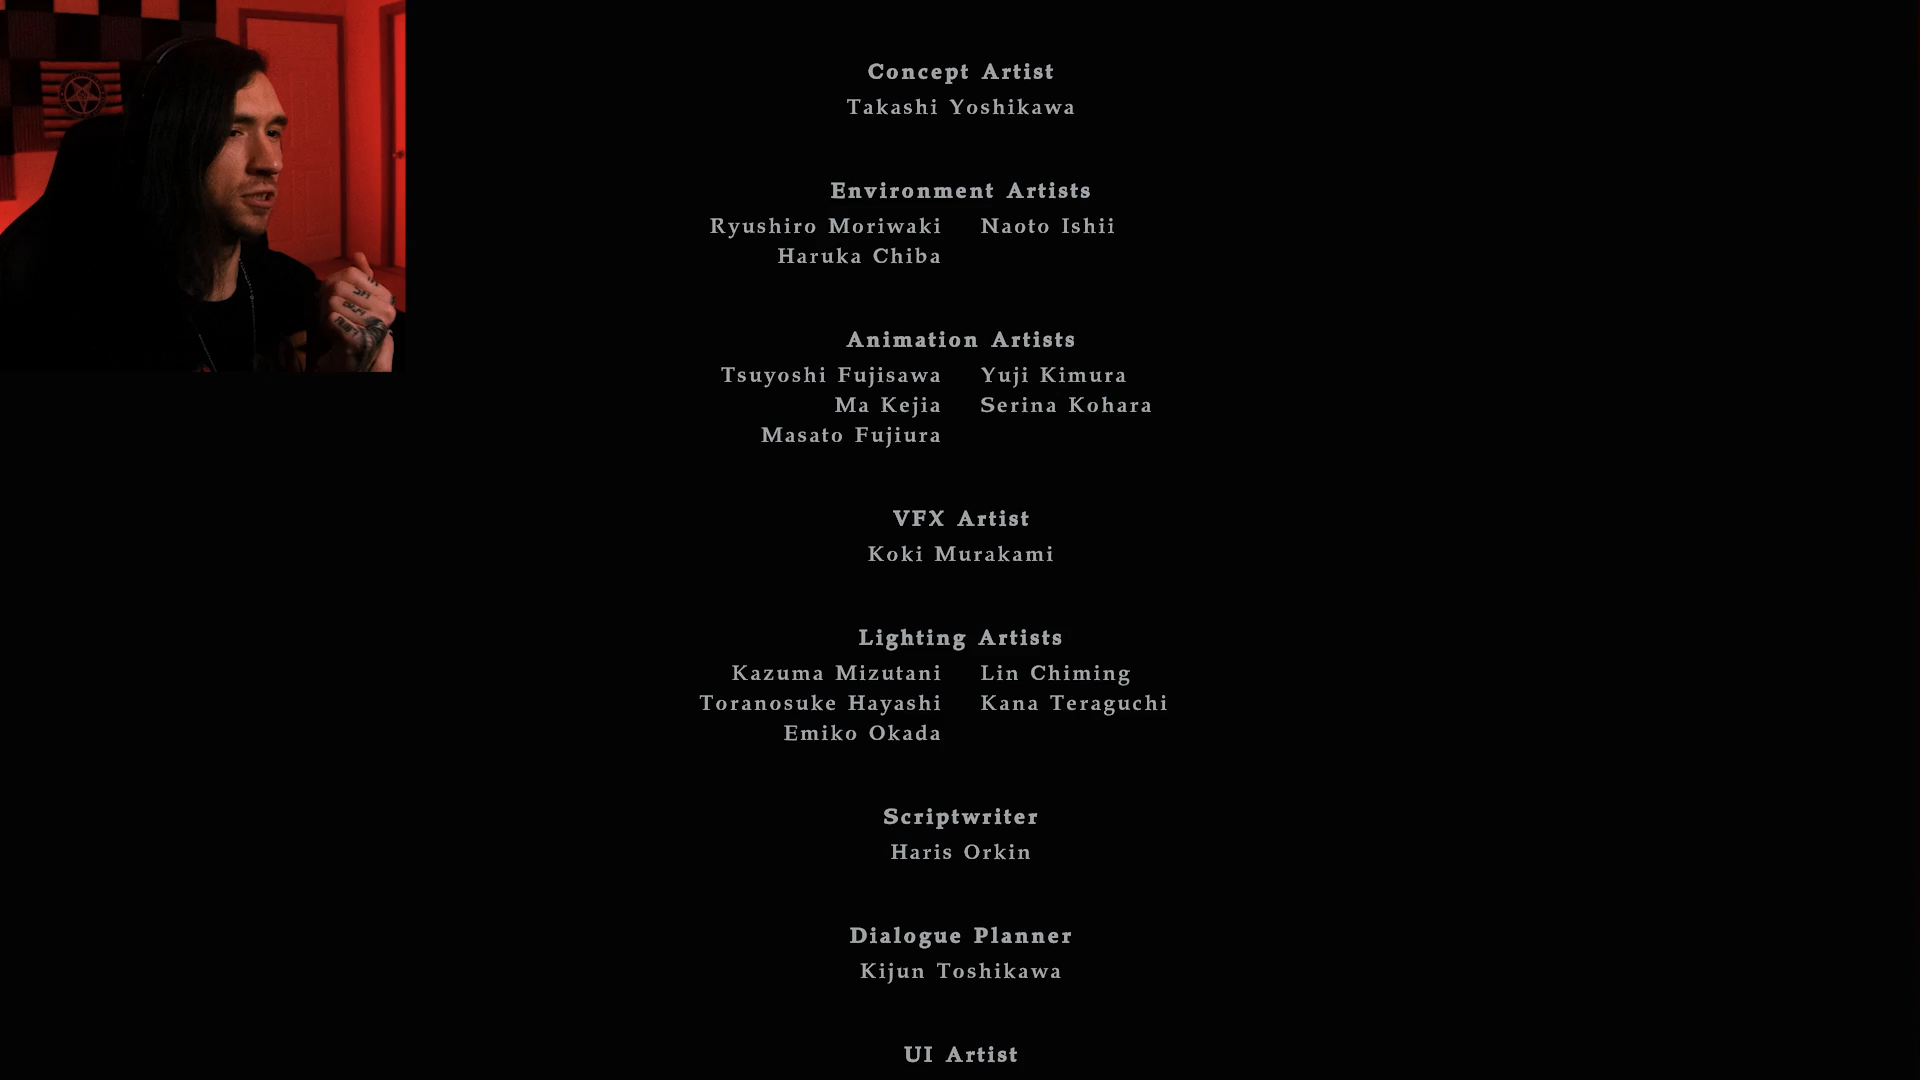 Concept Artist
Takashi Yoshikawa
Environment Artists
Ryushiro Moriwaki Naoto Ishii
Haruka Chiba
Animation Artists
Tsuyoshi Fujisawa Yuji Kimura
Ma Kejia Serina Kohara
Masato Fujiura
VFX Artist
Koki Murakami
Lighting Artists
Kazuma Mizutani Lin Chiming
Toranosuke Hayashi Kana Teraguchi
Emiko Okada
Scriptwriter
Haris Orkin
Dialogue Planner
Kijun Toshikawa
UI Artist